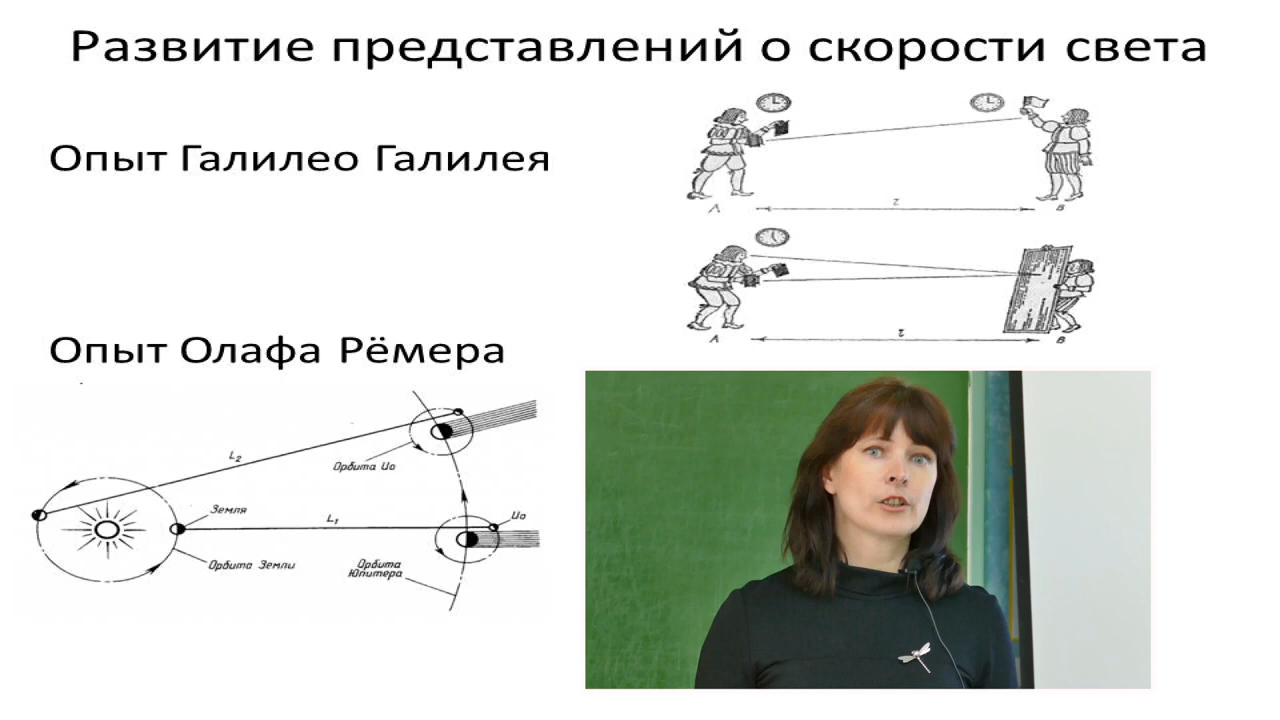 Развитие представлений о скорости света
Опыт Галилео Галилея
A
B
A
B
Опыт Олафа Рёмера
L2
Орбита Ио
Земля
L1
Ио
Орбита Земли
Орбита
Юпитера